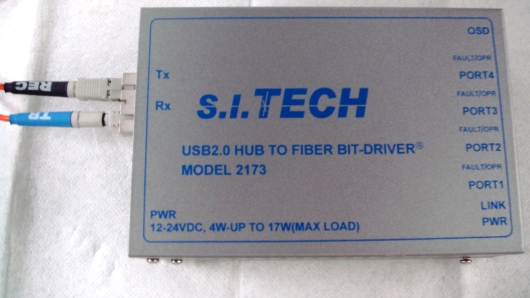 OSD
FAULT/OPR
Tx
PORT4
REC
FAULT/OPR
Rx
S.I.TECH
PORT3
TR
FAULT/OPR
USB2.0 HUB TO FIBER BIT-DRIVER®
PORT2
MODEL 2173
FAULT/OPR
PORT1
LINK
PWR
PWR
12-24VDC, 4W-UP TO 17W(MAX LOAD)